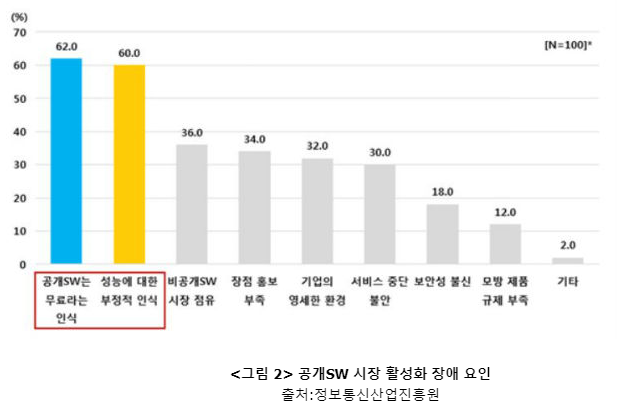 (%)
70
60
50
40
30
20
10
0
[N=100]*
62.0
60.0
36.0
34.0
32.0
30.0
18.0
12.0
2.0
공개SW는
무료라는
인식
성능에 대한
부정적 인식
비공개SW
시장 점유
장점 홍보
부족
기업의
영세한 환경
서비스 중단
불안
보안성 불신
모방 제품
규제 부족
기타
<그림 2> 공개SW 시장 활성화 장애 요인
출처:정보통신산업진흥원